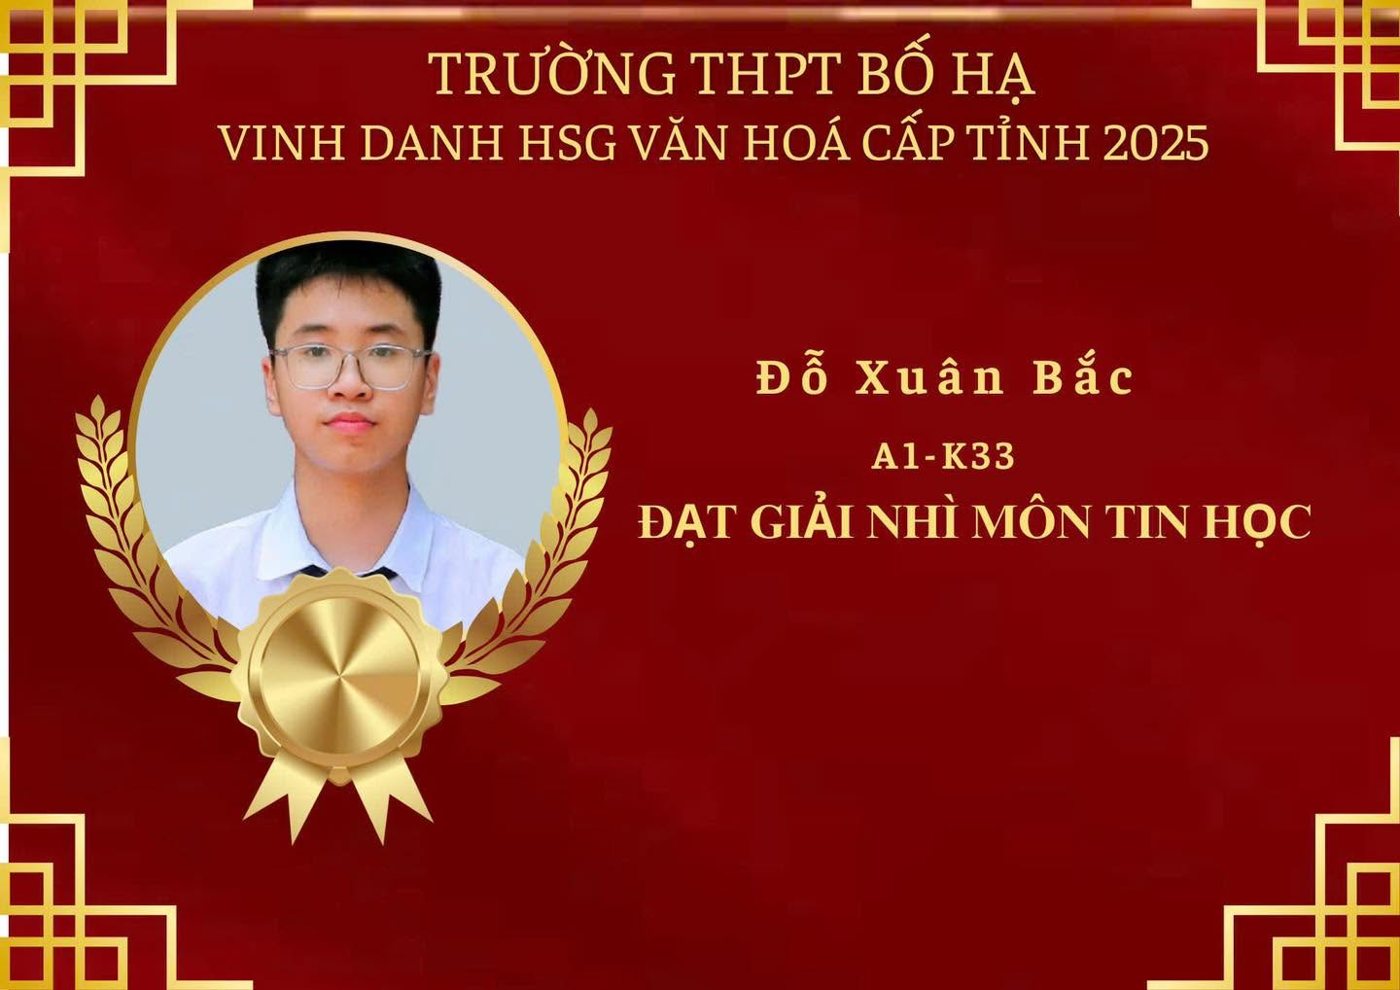 TRƯỜNG THPT BỐ HẠ
VINH DANH HSG VĂN HOÁ CẤP TỈNH 2025
Đỗ Xuân Bắc
A1-K33
ĐẠT GIẢI NHÌ MÔN TIN HỌC